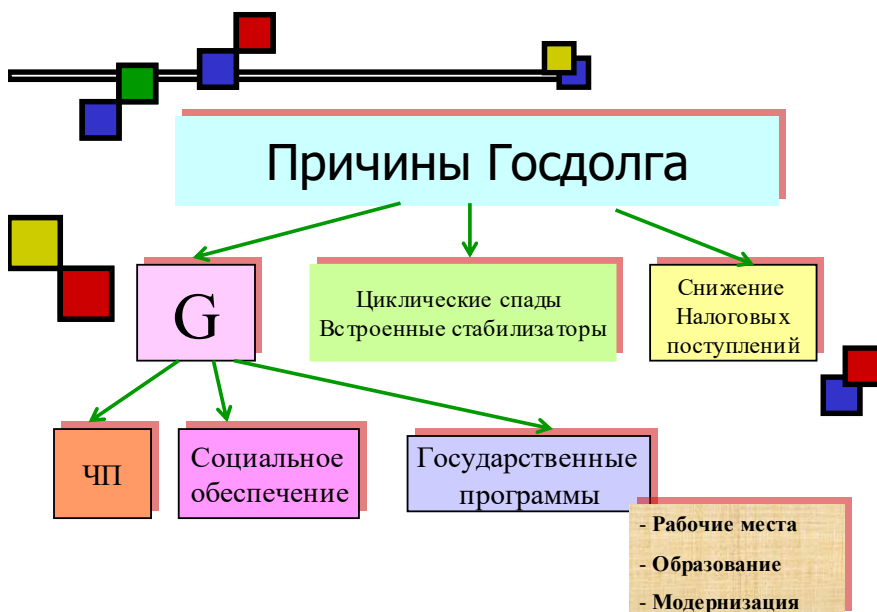 Причины Госдолга
G
Циклические спады
Встроенные стабилизаторы
Снижение
Налоговых
поступлений
ЧП
Социальное
обеспечение
Государственные
программы
- Рабочие места
- Образование
- Модернизация